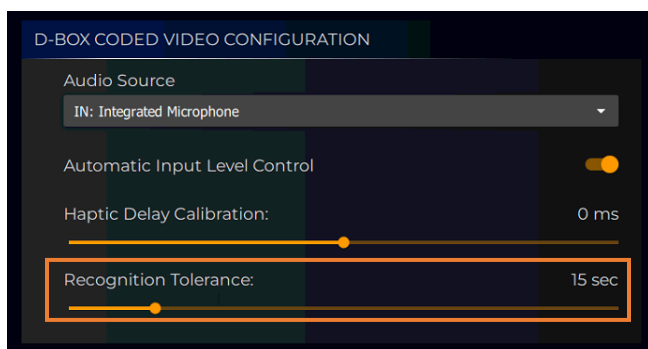 D-BOX CODED VIDEO CONFIGURATION
Audio Source
IN: Integrated Microphone
Automatic Input Level Control
Haptic Delay Calibration: 0 ms
Recognition Tolerance: 15 sec